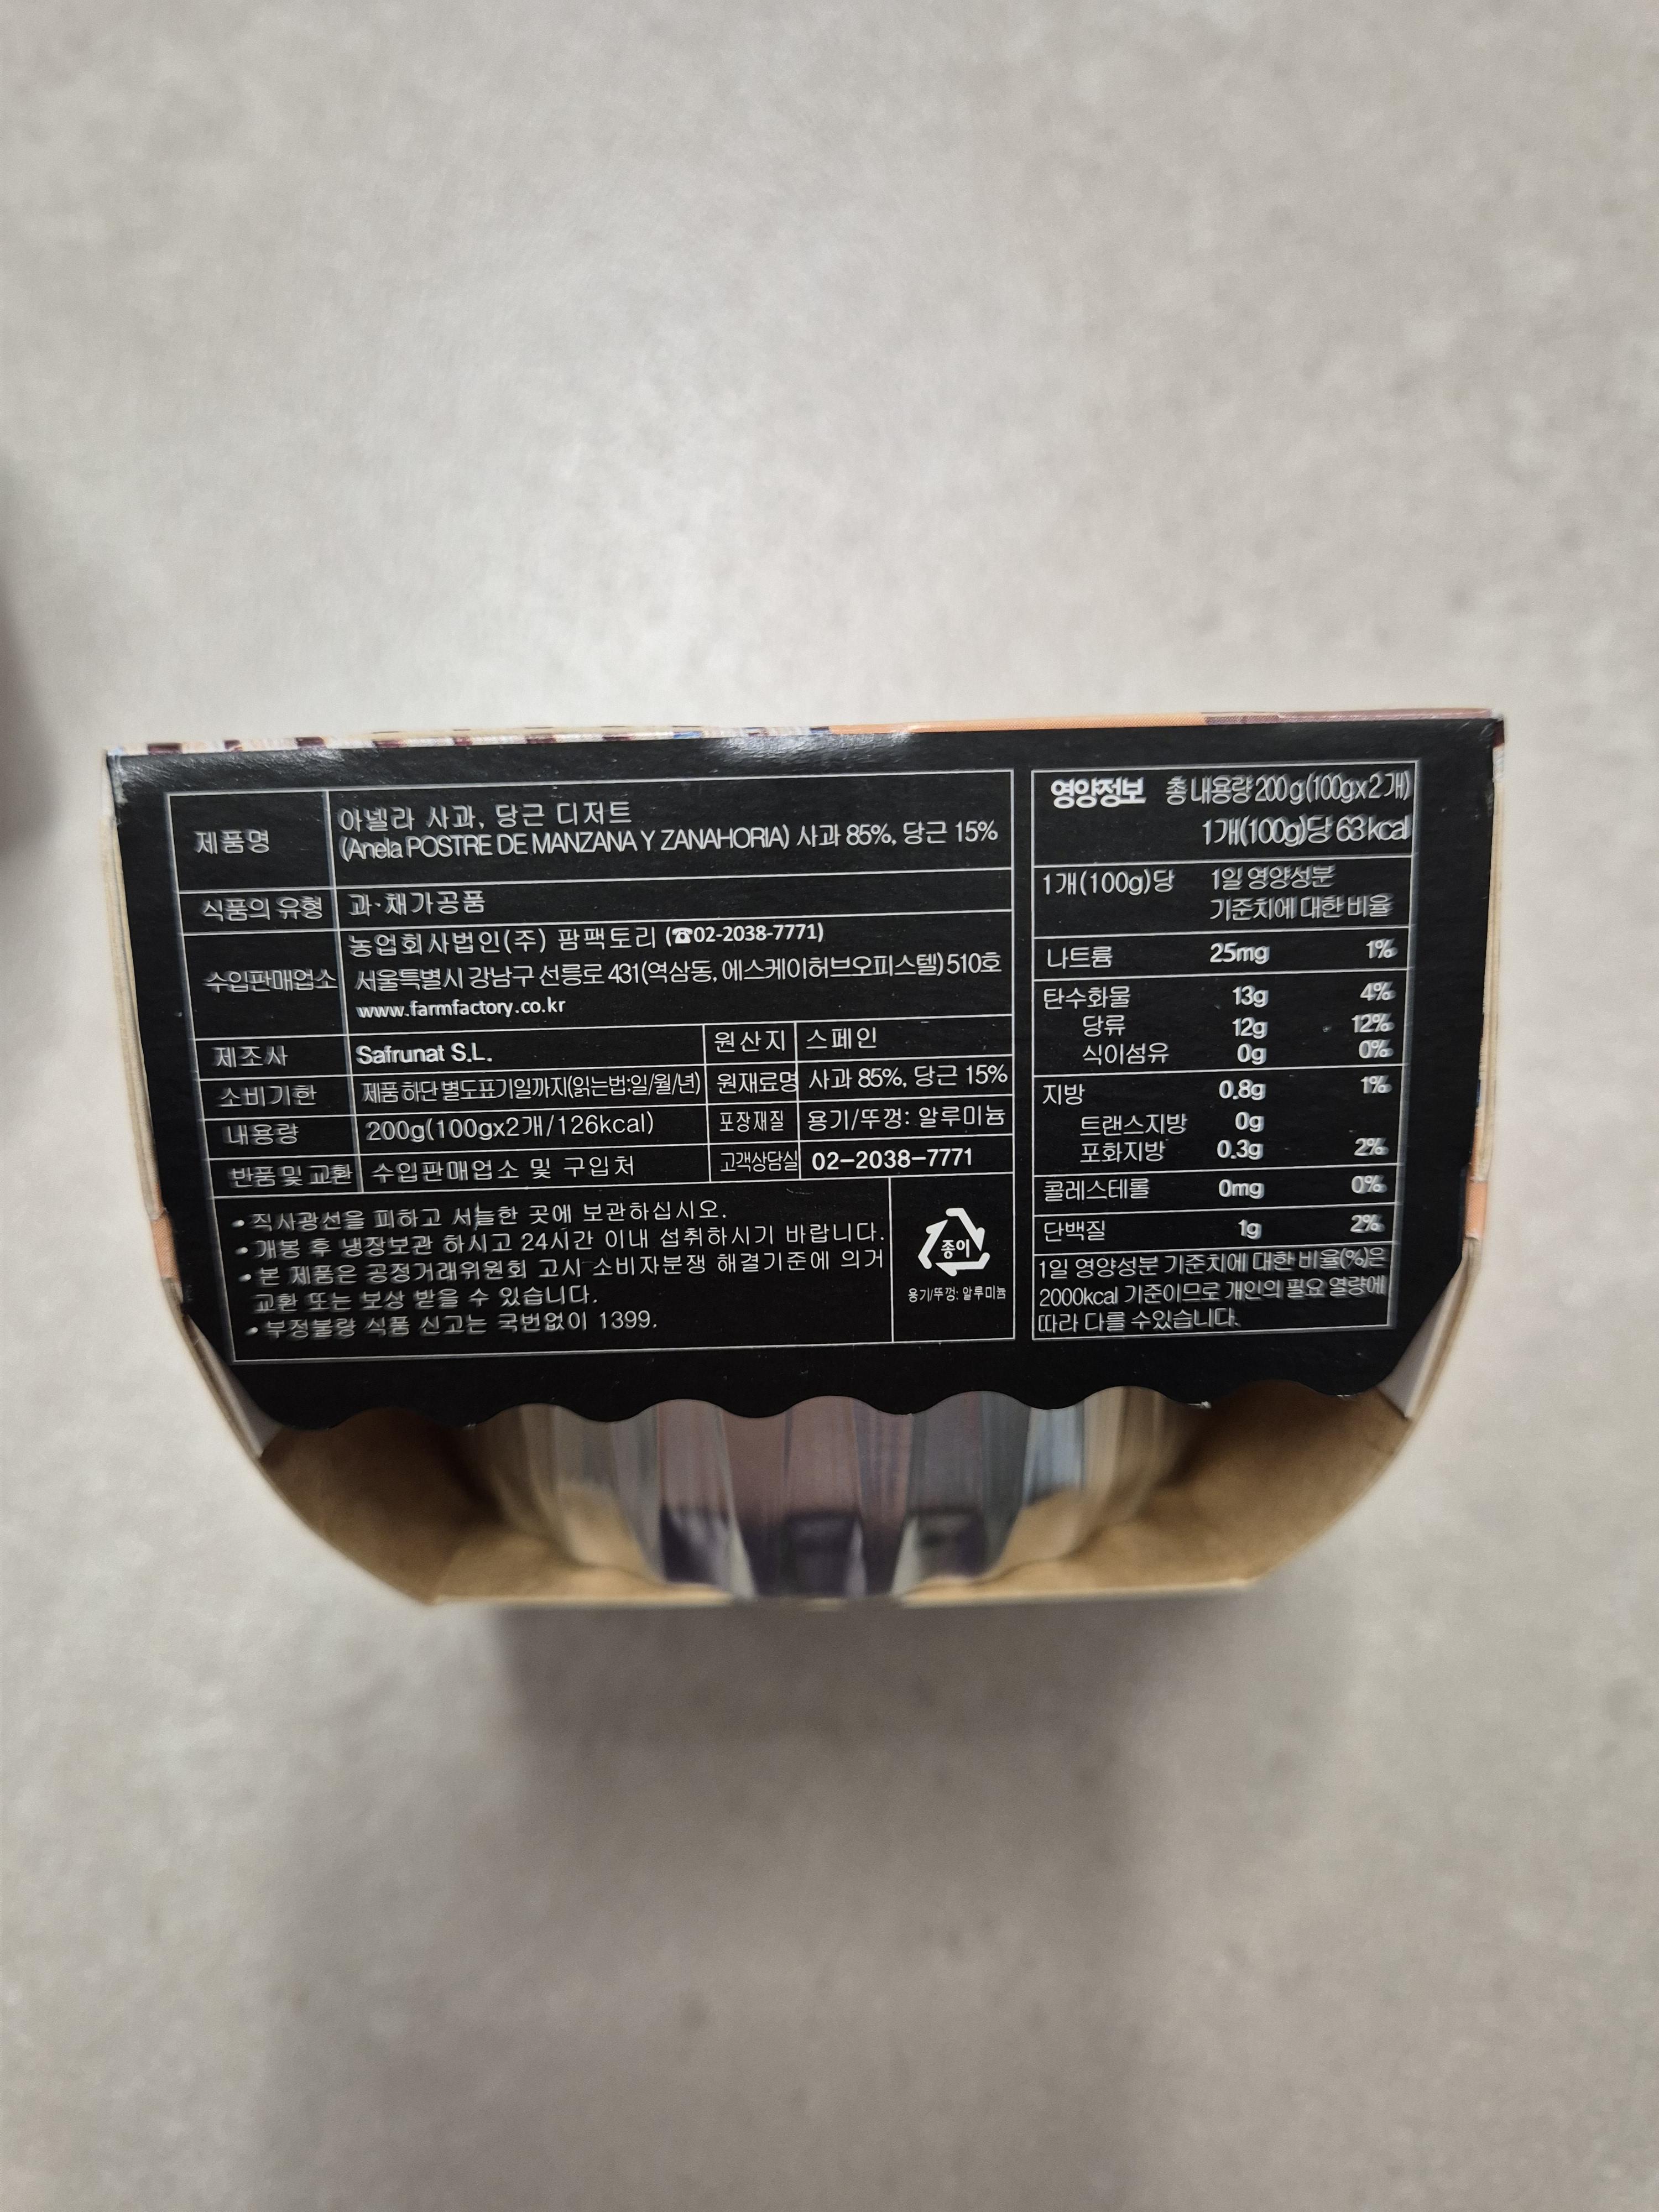 제품명
아넬라 사과, 당근 디저트
(Anela POSTRE DE MANZANA Y ZANAHORIA) 사과 85%, 당근 15%
식품의 유형 과·채가공품
수입판매업소
농업회사법인(주) 팜팩토리 (☎02-2038-7771)
서울특별시 강남구 선릉로 431(역삼동, 에스케이허브오피스텔) 510호
www.farmfactory.co.kr
제조사 Safrunat S.L. 원산지 스페인
소비기한 제품 하단 별도표기일까지(읽는법:일/월/년) 원재료명 사과 85%, 당근 15%
내용량 200g(100gx2개/126kcal) 포장재질 용기/뚜껑: 알루미늄
반품 및 교환 수입판매업소 및 구입처 고객상담실 02-2038-7771
• 직사광선을 피하고 서늘한 곳에 보관하십시오.
• 개봉 후 냉장보관 하시고 24시간 이내 섭취하시기 바랍니다.
• 본 제품은 공정거래위원회 고시 소비자분쟁 해결기준에 의거
교환 또는 보상 받을 수 있습니다.
• 부정불량 식품 신고는 국번없이 1399.
종이
용기/뚜껑: 알루미늄
영양정보 총 내용량 200 g(100gx2개)
1개(100g)당 63 kcal
1개(100g)당 1일 영양성분
기준치에 대한 비율
나트륨 25mg 1%
탄수화물 13g 4%
당류 12g 12%
식이섬유 0g 0%
지방 0.8g 1%
트랜스지방 0g
포화지방 0.3g 2%
콜레스테롤 0mg 0%
단백질 1g 2%
1일 영양성분 기준치에 대한 비율(%)은
2000kcal 기준이므로 개인의 필요 열량에
따라 다를 수있습니다.